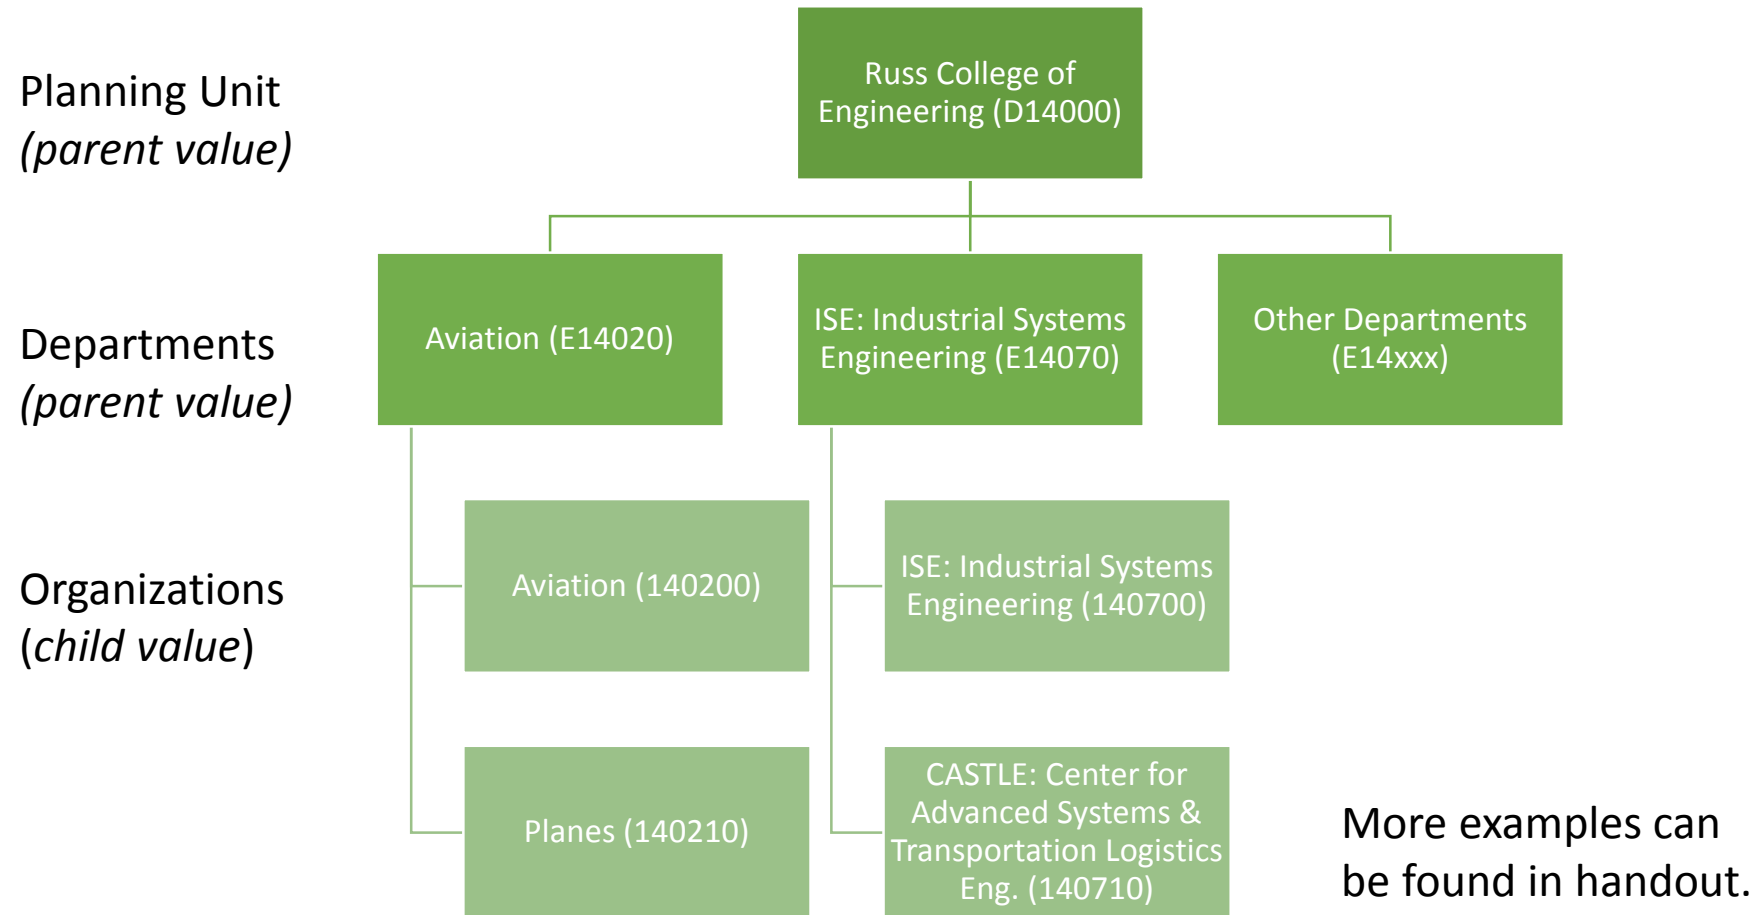 Planning Unit
(parent value)
Russ College of
Engineering (D14000)
Departments
(parent value)
Aviation (E14020)
ISE: Industrial Systems
Engineering (E14070)
Other Departments
(E14xxx)
Organizations
(child value)
Aviation (140200)
ISE: Industrial Systems
Engineering (140700)
Planes (140210)
CASTLE: Center for
Advanced Systems &
Transportation Logistics
Eng. (140710)
More examples can
be found in handout.